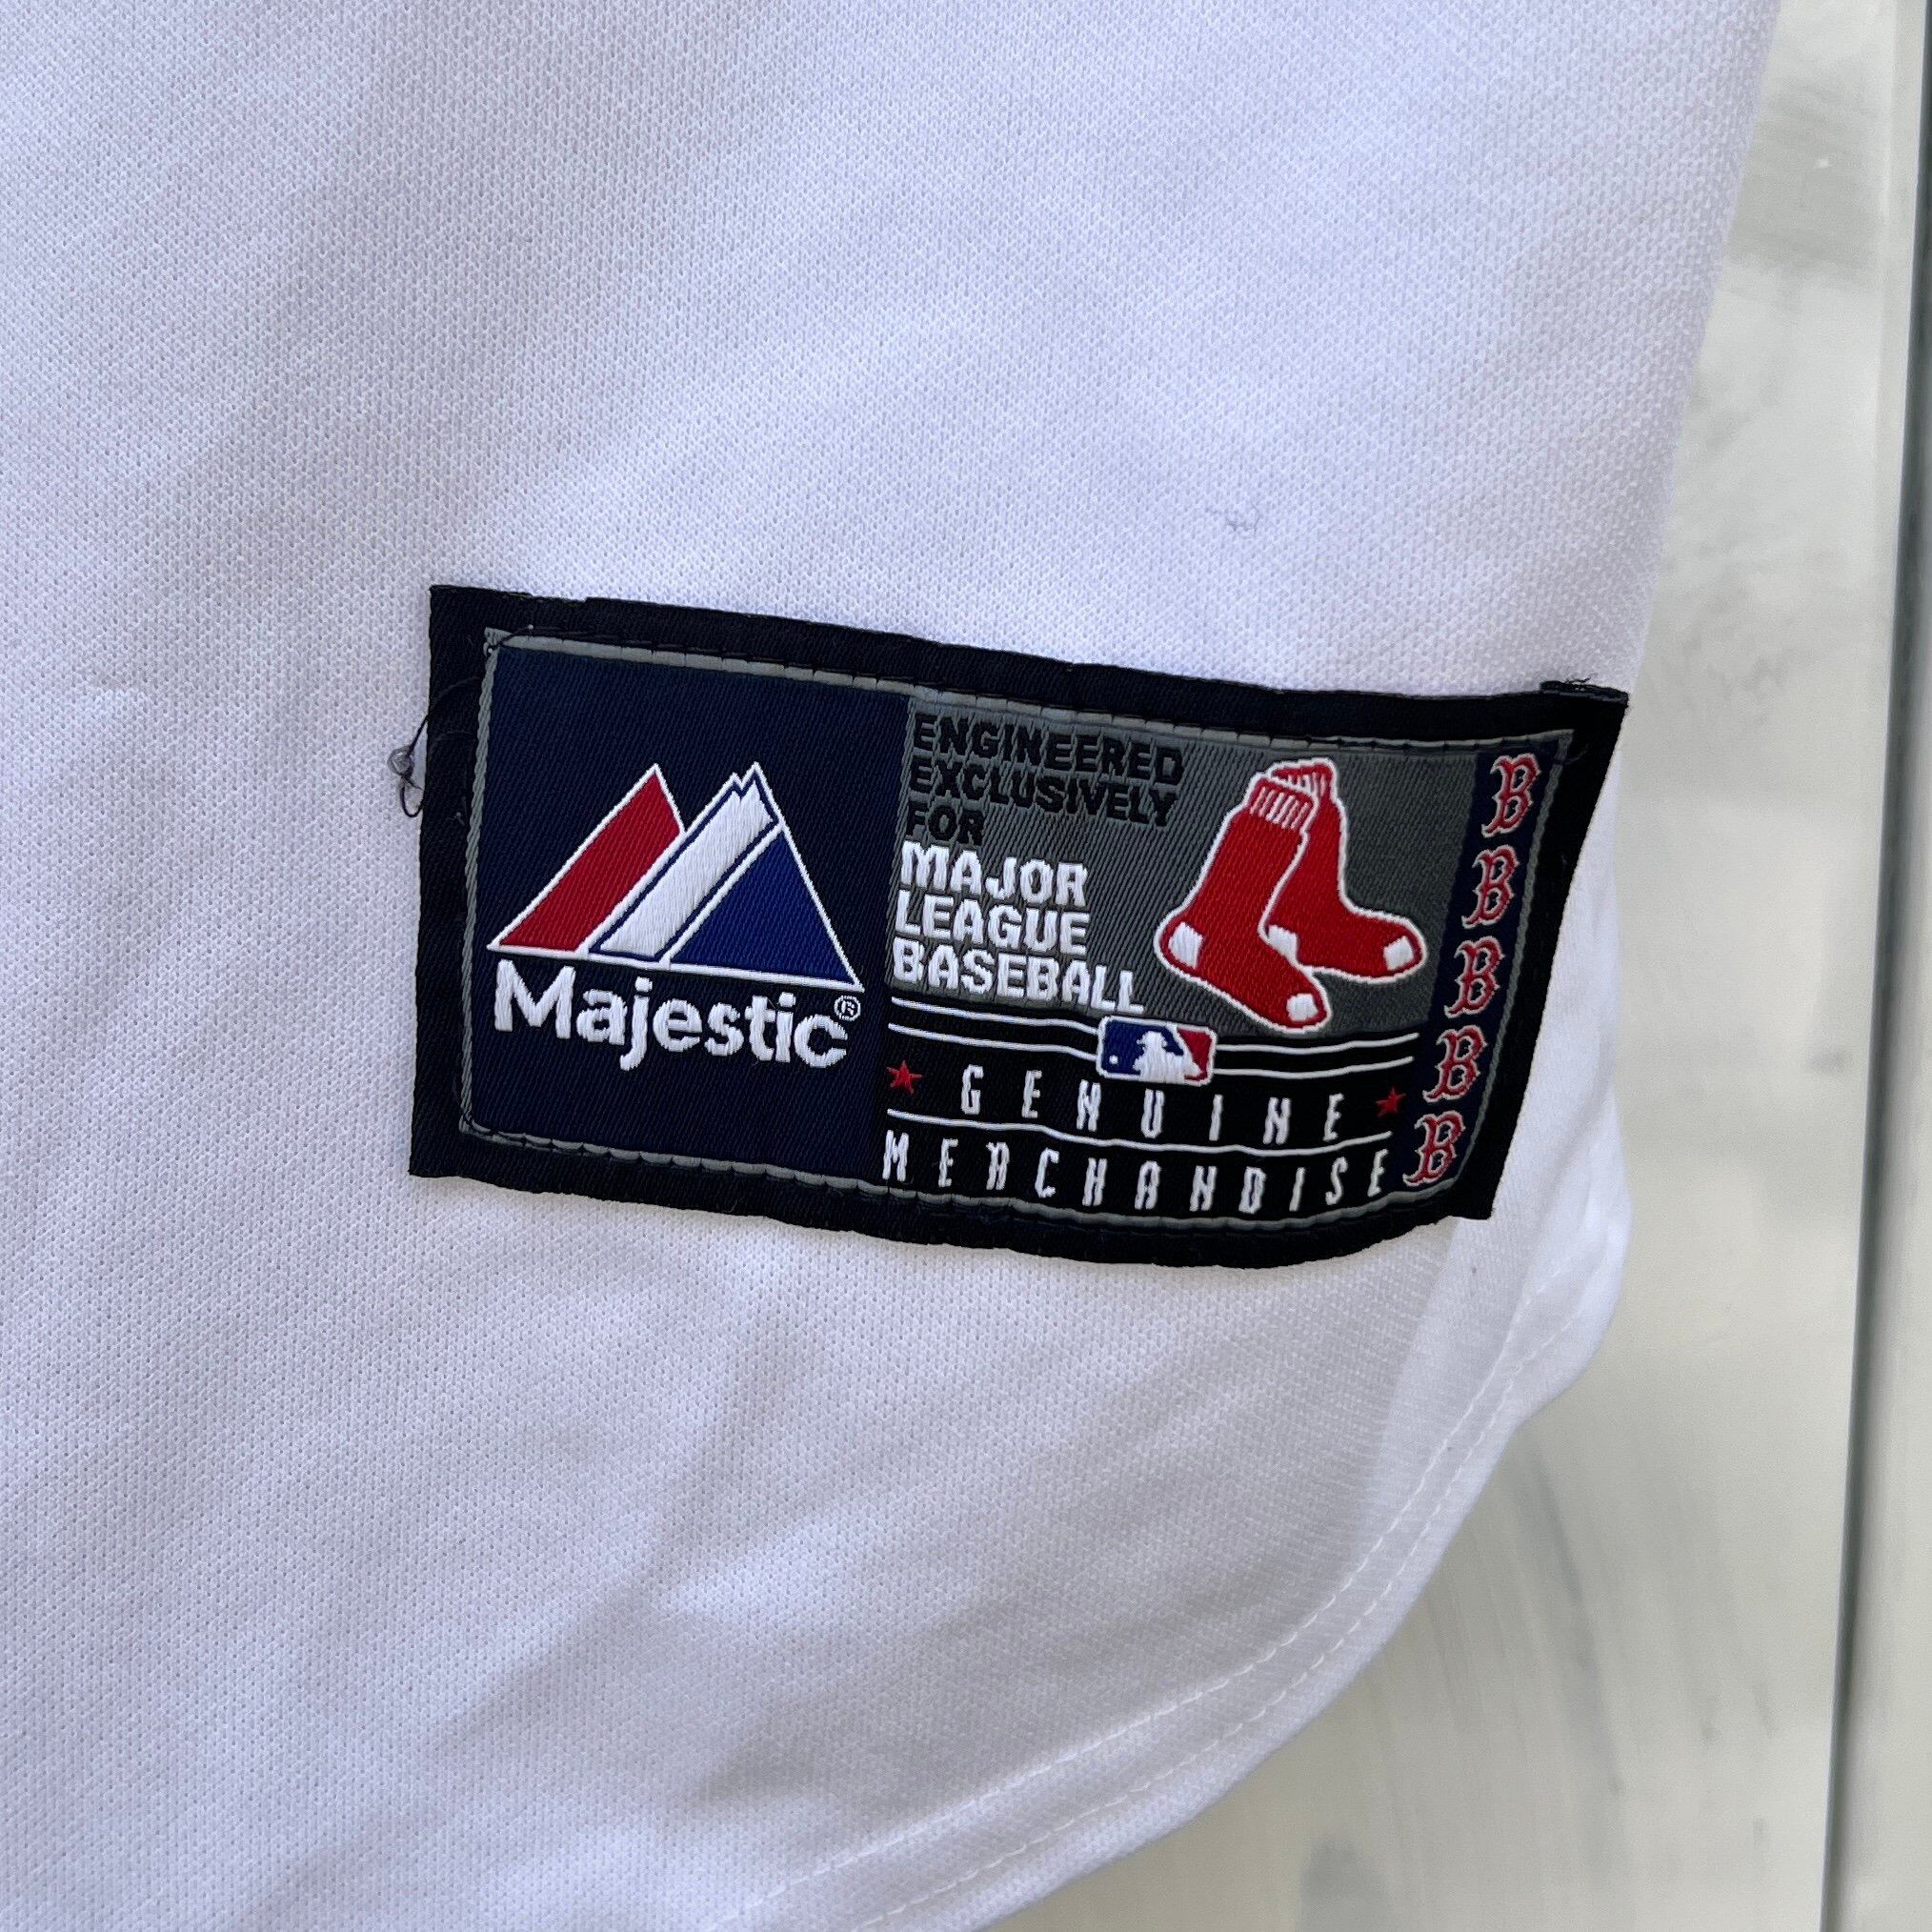 Majestic®
ENGINEERED
EXCLUSIVELY
FOR
MAJOR
LEAGUE
BASEBALL
GENUINE
MERCHANDISE
B
B
B
B
B